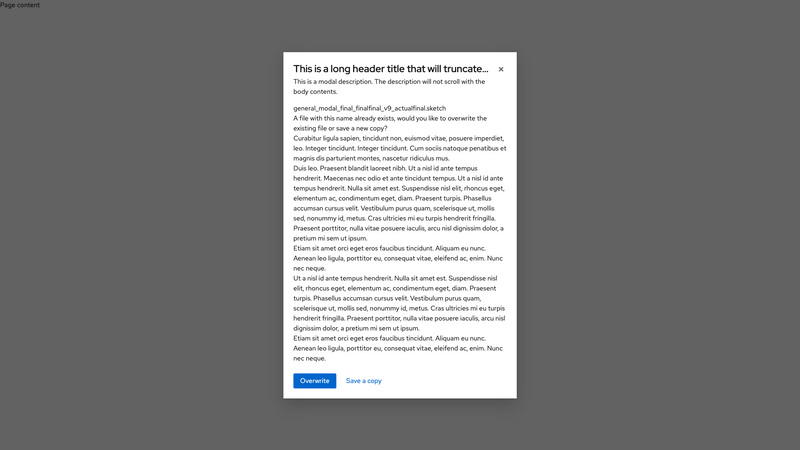 Page content
This is a long header title that will truncate...
This is a modal description. The description will not scroll with the
body contents.
general_modal_final_finalfinal_v9_actualfinal.sketch
A file with this name already exists, would you like to overwrite the
existing file or save a new copy?
Curabitur ligula sapien, tincidunt non, euismod vitae, posuere imperdiet,
leo. Integer tincidunt. Integer tincidunt. Cum sociis natoque penatibus et
magnis dis parturient montes, nascetur ridiculus mus.
Duis leo. Praesent blandit laoreet nibh. Ut a nisl id ante tempus
hendrerit. Maecenas nec odio et ante tincidunt tempus. Ut a nisl id ante
tempus hendrerit. Nulla sit amet est. Suspendisse nisl elit, rhoncus eget,
elementum ac, condimentum eget, diam. Praesent turpis. Phasellus
accumsan cursus velit. Vestibulum purus quam, scelerisque ut, mollis
sed, nonummy id, metus. Cras ultricies mi eu turpis hendrerit fringilla.
Praesent porttitor, nulla vitae posuere iaculis, arcu nisl dignissim dolor, a
pretium mi sem ut ipsum.
Etiam sit amet orci eget eros faucibus tincidunt. Aliquam eu nunc.
Aenean leo ligula, porttitor eu, consequat vitae, eleifend ac, enim. Nunc
nec neque.
Ut a nisl id ante tempus hendrerit. Nulla sit amet est. Suspendisse nisl
elit, rhoncus eget, elementum ac, condimentum eget, diam. Praesent
turpis. Phasellus accumsan cursus velit. Vestibulum purus quam,
scelerisque ut, mollis sed, nonummy id, metus. Cras ultricies mi eu turpis
hendrerit fringilla. Praesent porttitor, nulla vitae posuere iaculis, arcu nisl
dignissim dolor, a pretium mi sem ut ipsum.
Etiam sit amet orci eget eros faucibus tincidunt. Aliquam eu nunc.
Aenean leo ligula, porttitor eu, consequat vitae, eleifend ac, enim. Nunc
nec neque.
Overwrite
Save a copy